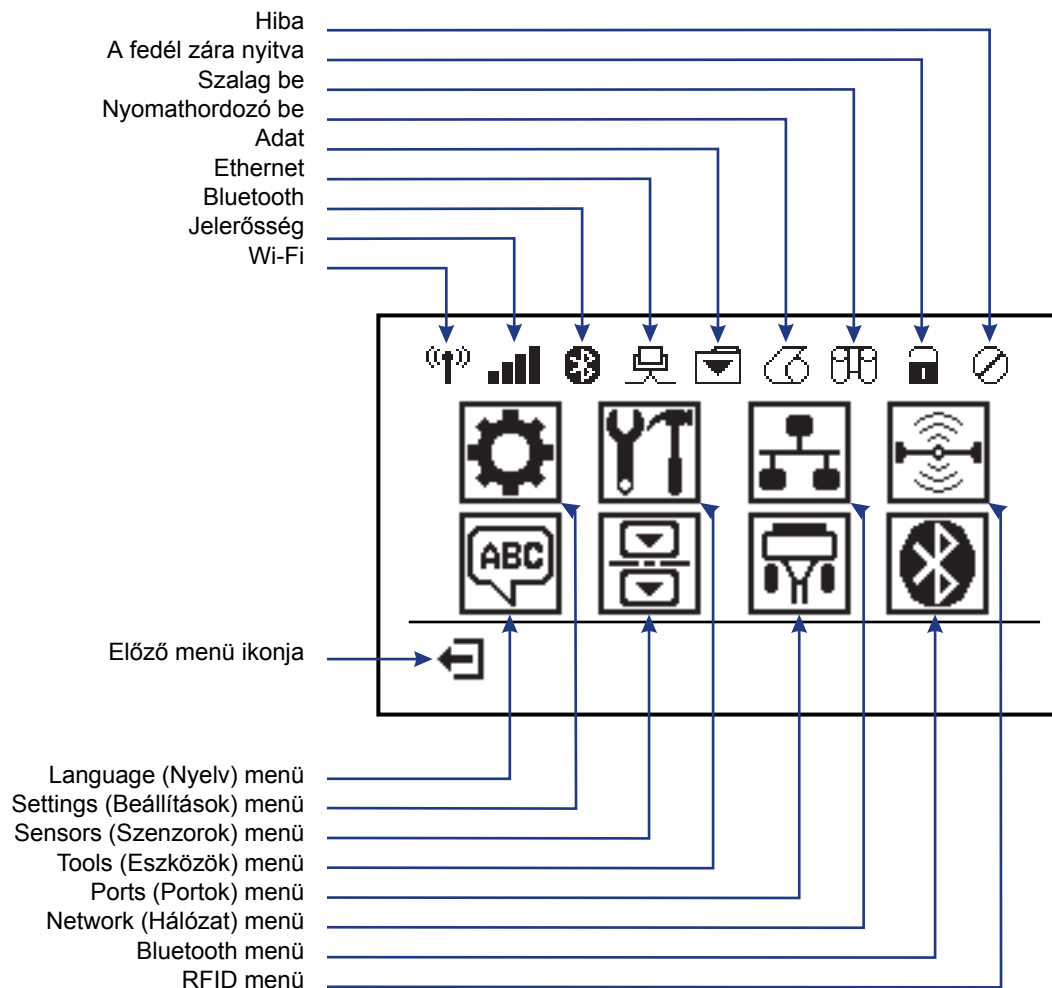 Hiba
A fedél zára nyitva
Szalag be
Nyomathordozó be
Adat
Ethernet
Bluetooth
Jelerősség
Wi-Fi
ABC
Előző menü ikonja
Language (Nyelv) menü
Settings (Beállítások) menü
Sensors (Szenzorok) menü
Tools (Eszközök) menü
Ports (Portok) menü
Network (Hálózat) menü
Bluetooth menü
RFID menü